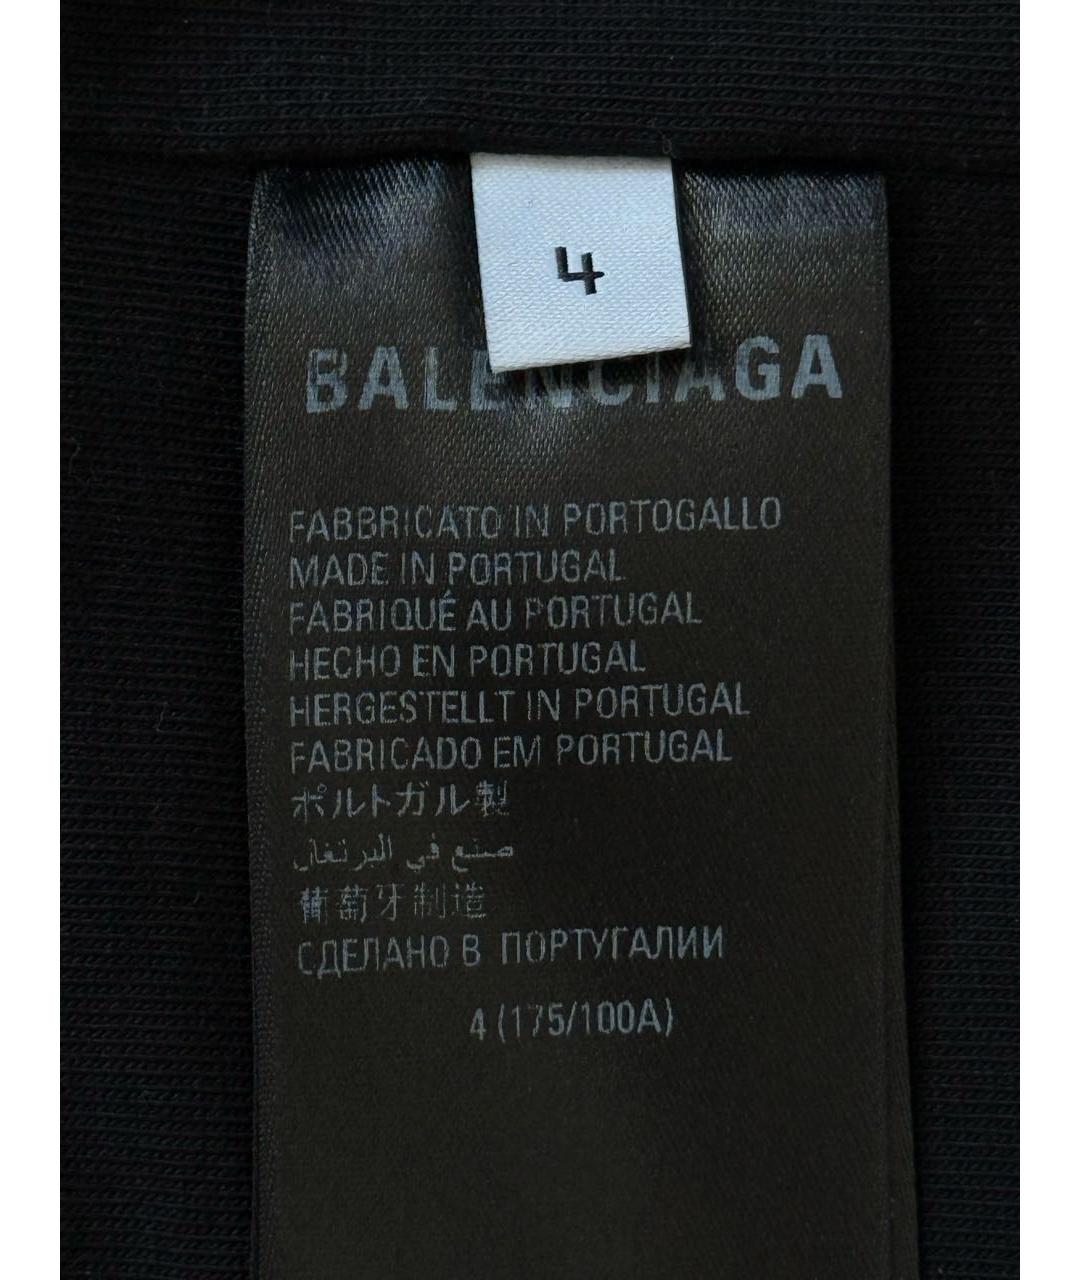 4
BALENCIAGA
FABBRICATO IN PORTOGALLO
MADE IN PORTUGAL
FABRIQUÉ AU PORTUGAL
HECHO EN PORTUGAL
HERGESTELLT IN PORTUGAL
FABRICADO EM PORTUGAL
ポルトガル製
صنع في البرتغال
葡萄牙制造
СДЕЛАНО В ПОРТУГАЛИИ
4 (175/100A)